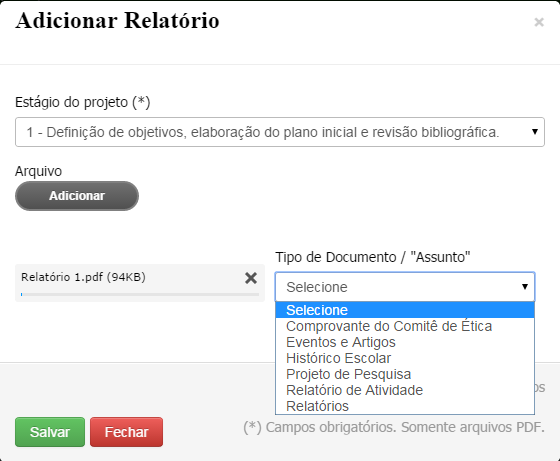 Adicionar Relatório
×
Estágio do projeto (*)
1 - Definição de objetivos, elaboração do plano inicial e revisão bibliográfica.
Arquivo
Adicionar
Tipo de Documento / "Assunto"
Relatório 1.pdf (94KB)
Selecione
Selecione
Comprovante do Comitê de Ética
Eventos e Artigos
Histórico Escolar
Projeto de Pesquisa
Relatório de Atividade
Relatórios
Salvar
Fechar
(*) Campos obrigatórios. Somente arquivos PDF.